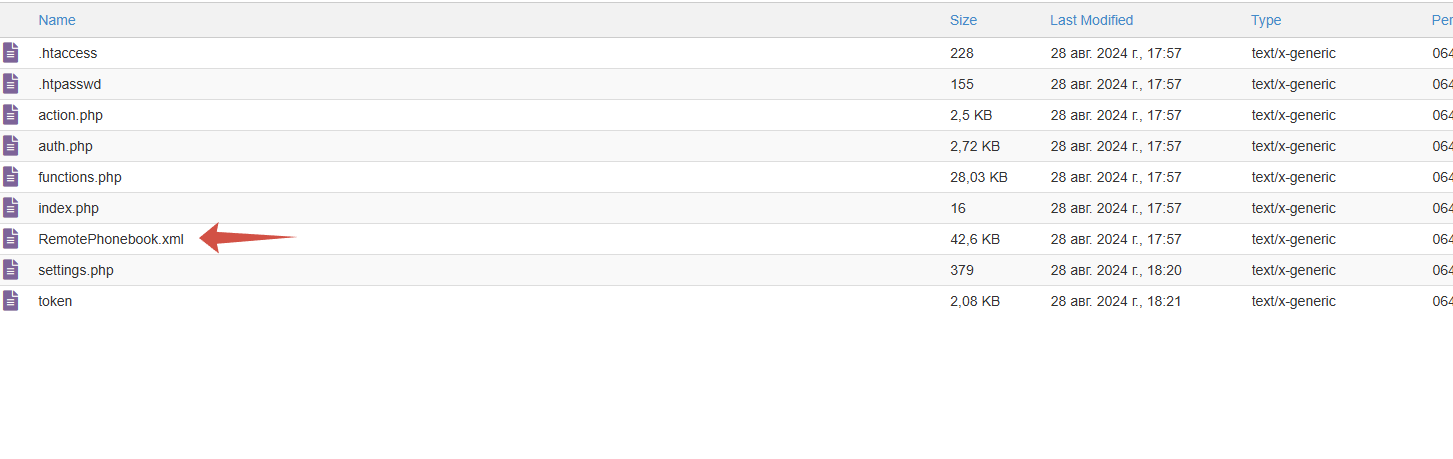 Name Size Last Modified Type Per
.htaccess 228 28 авг. 2024 г., 17:57 text/x-generic 064
.htpasswd 155 28 авг. 2024 г., 17:57 text/x-generic 064
action.php 2,5 KB 28 авг. 2024 г., 17:57 text/x-generic 064
auth.php 2,72 KB 28 авг. 2024 г., 17:57 text/x-generic 064
functions.php 28,03 KB 28 авг. 2024 г., 17:57 text/x-generic 064
index.php 16 28 авг. 2024 г., 17:57 text/x-generic 064
RemotePhonebook.xml 42,6 KB 28 авг. 2024 г., 17:57 text/x-generic 064
settings.php 379 28 авг. 2024 г., 18:20 text/x-generic 064
token 2,08 KB 28 авг. 2024 г., 18:21 text/x-generic 064